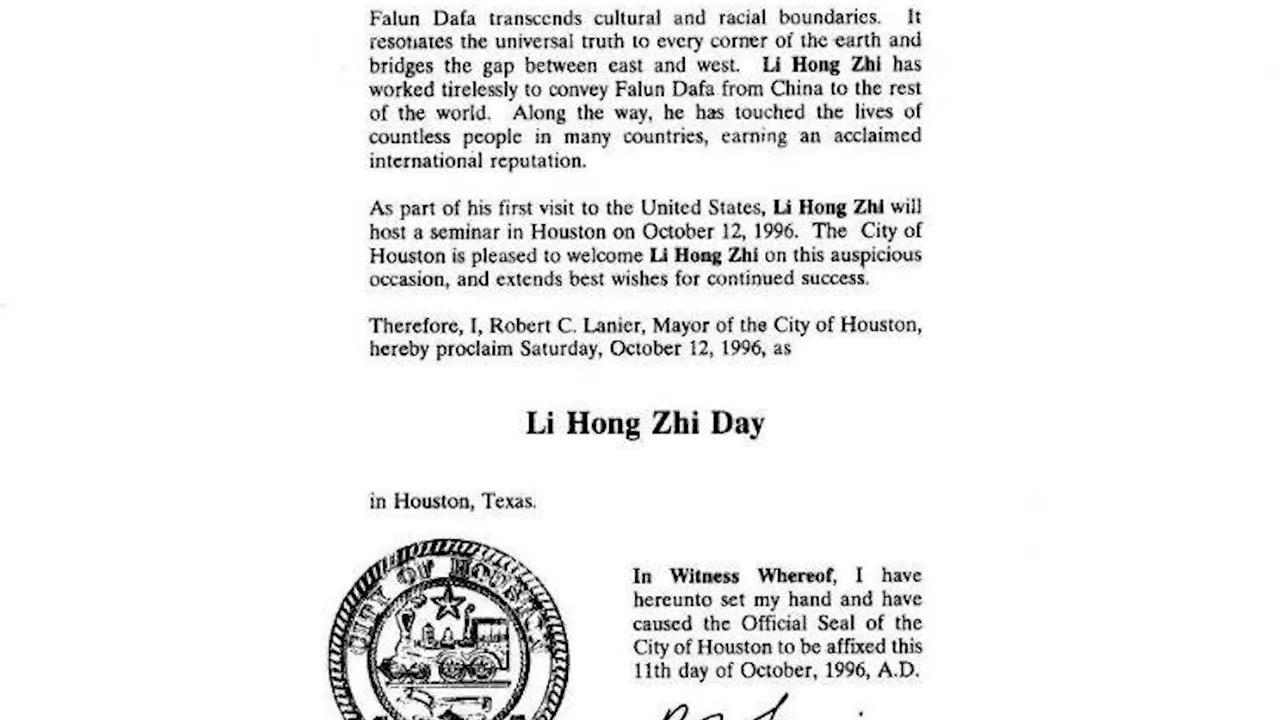 Falun Dafa transcends cultural and racial boundaries. It
resonates the universal truth to every corner of the earth and
bridges the gap between east and west. Li Hong Zhi has
worked tirelessly to convey Falun Dafa from China to the rest
of the world. Along the way, he has touched the lives of
countless people in many countries, earning an acclaimed
international reputation.
As part of his first visit to the United States, Li Hong Zhi will
host a seminar in Houston on October 12, 1996. The City of
Houston is pleased to welcome Li Hong Zhi on this auspicious
occasion, and extends best wishes for continued success.
Therefore, I, Robert C. Lanier, Mayor of the City of Houston,
hereby proclaim Saturday, October 12, 1996, as
Li Hong Zhi Day
in Houston, Texas.
CITY OF HOUSTON
In Witness Whereof, I have
hereunto set my hand and have
caused the Official Seal of the
City of Houston to be affixed this
11th day of October, 1996, A.D.